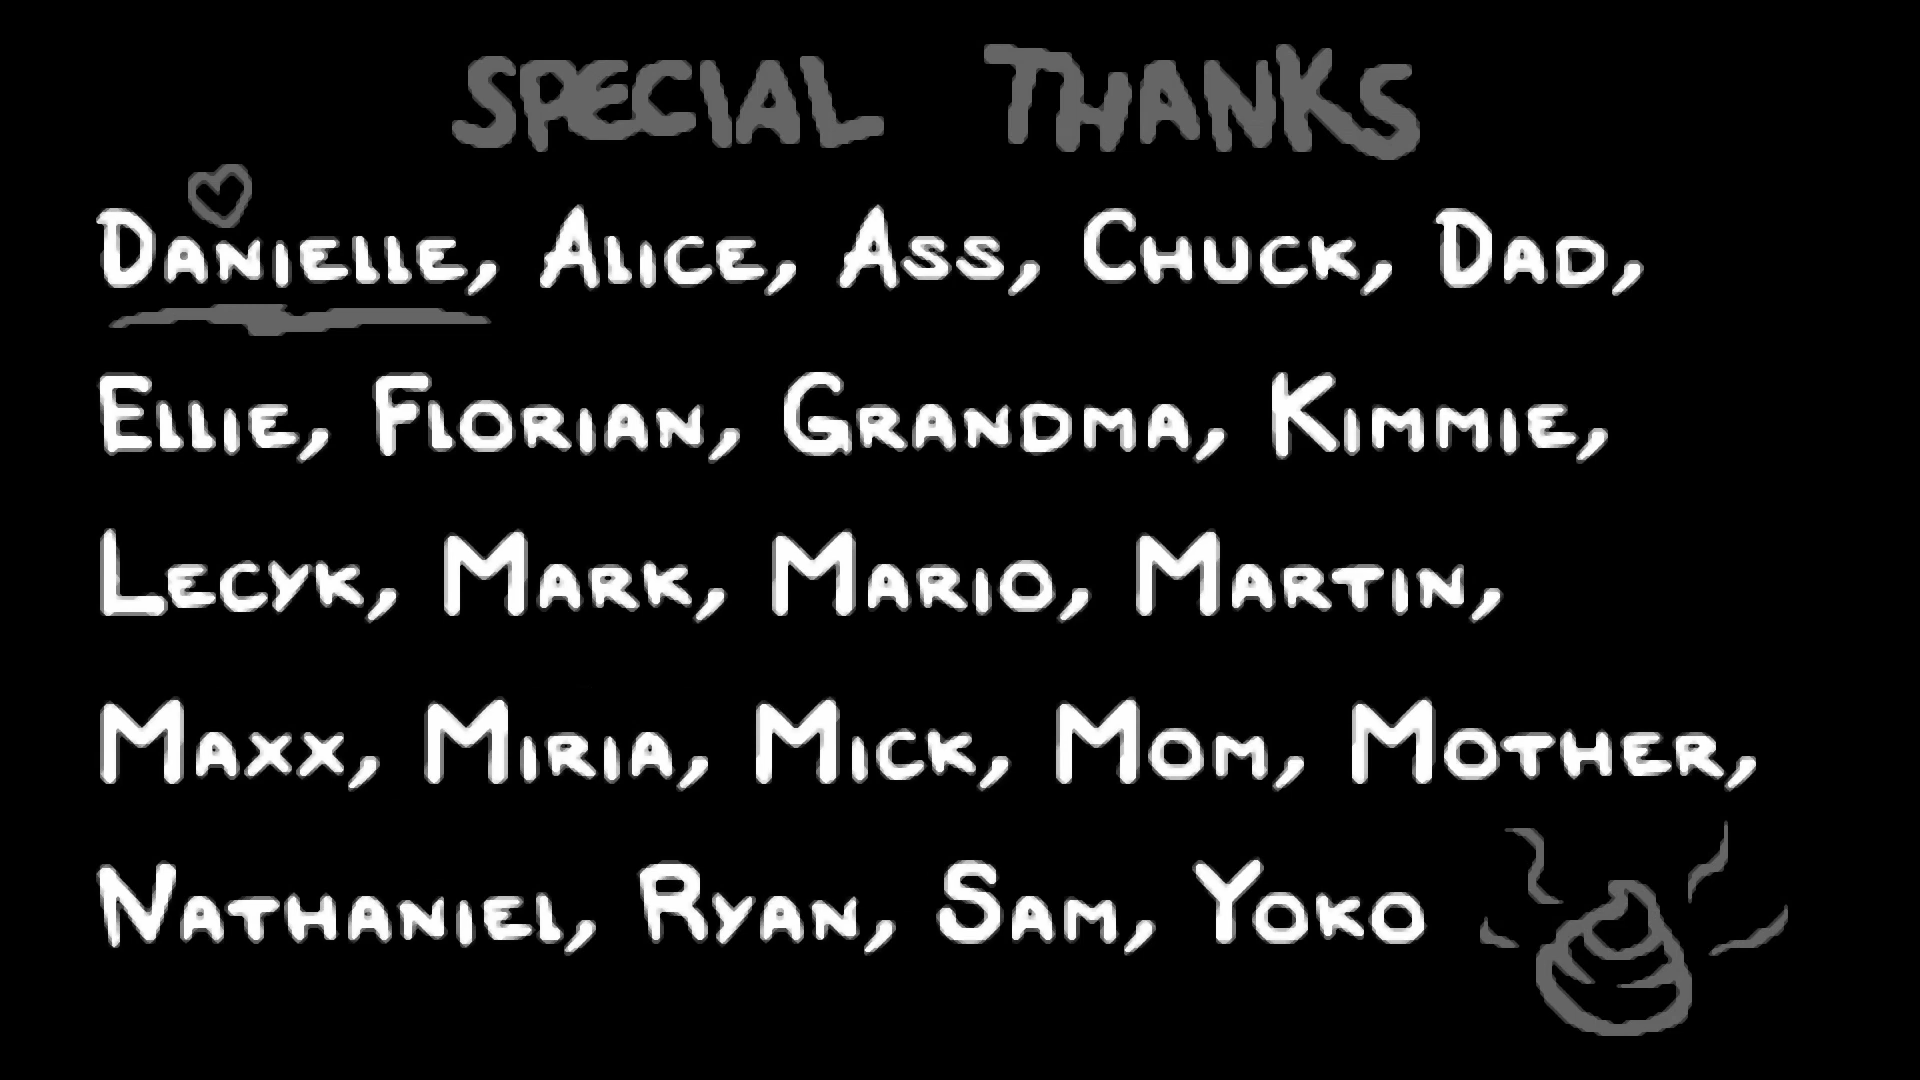 SPECIAL THANKS
DANIELLE, ALICE, ASS, CHUCK, DAD,
ELLIE, FLORIAN, GRANDMA, KIMMIE,
LECYK, MARK, MARIO, MARTIN,
MAXX, MIRIA, MICK, MOM, MOTHER,
NATHANIEL, RYAN, SAM, YOKO